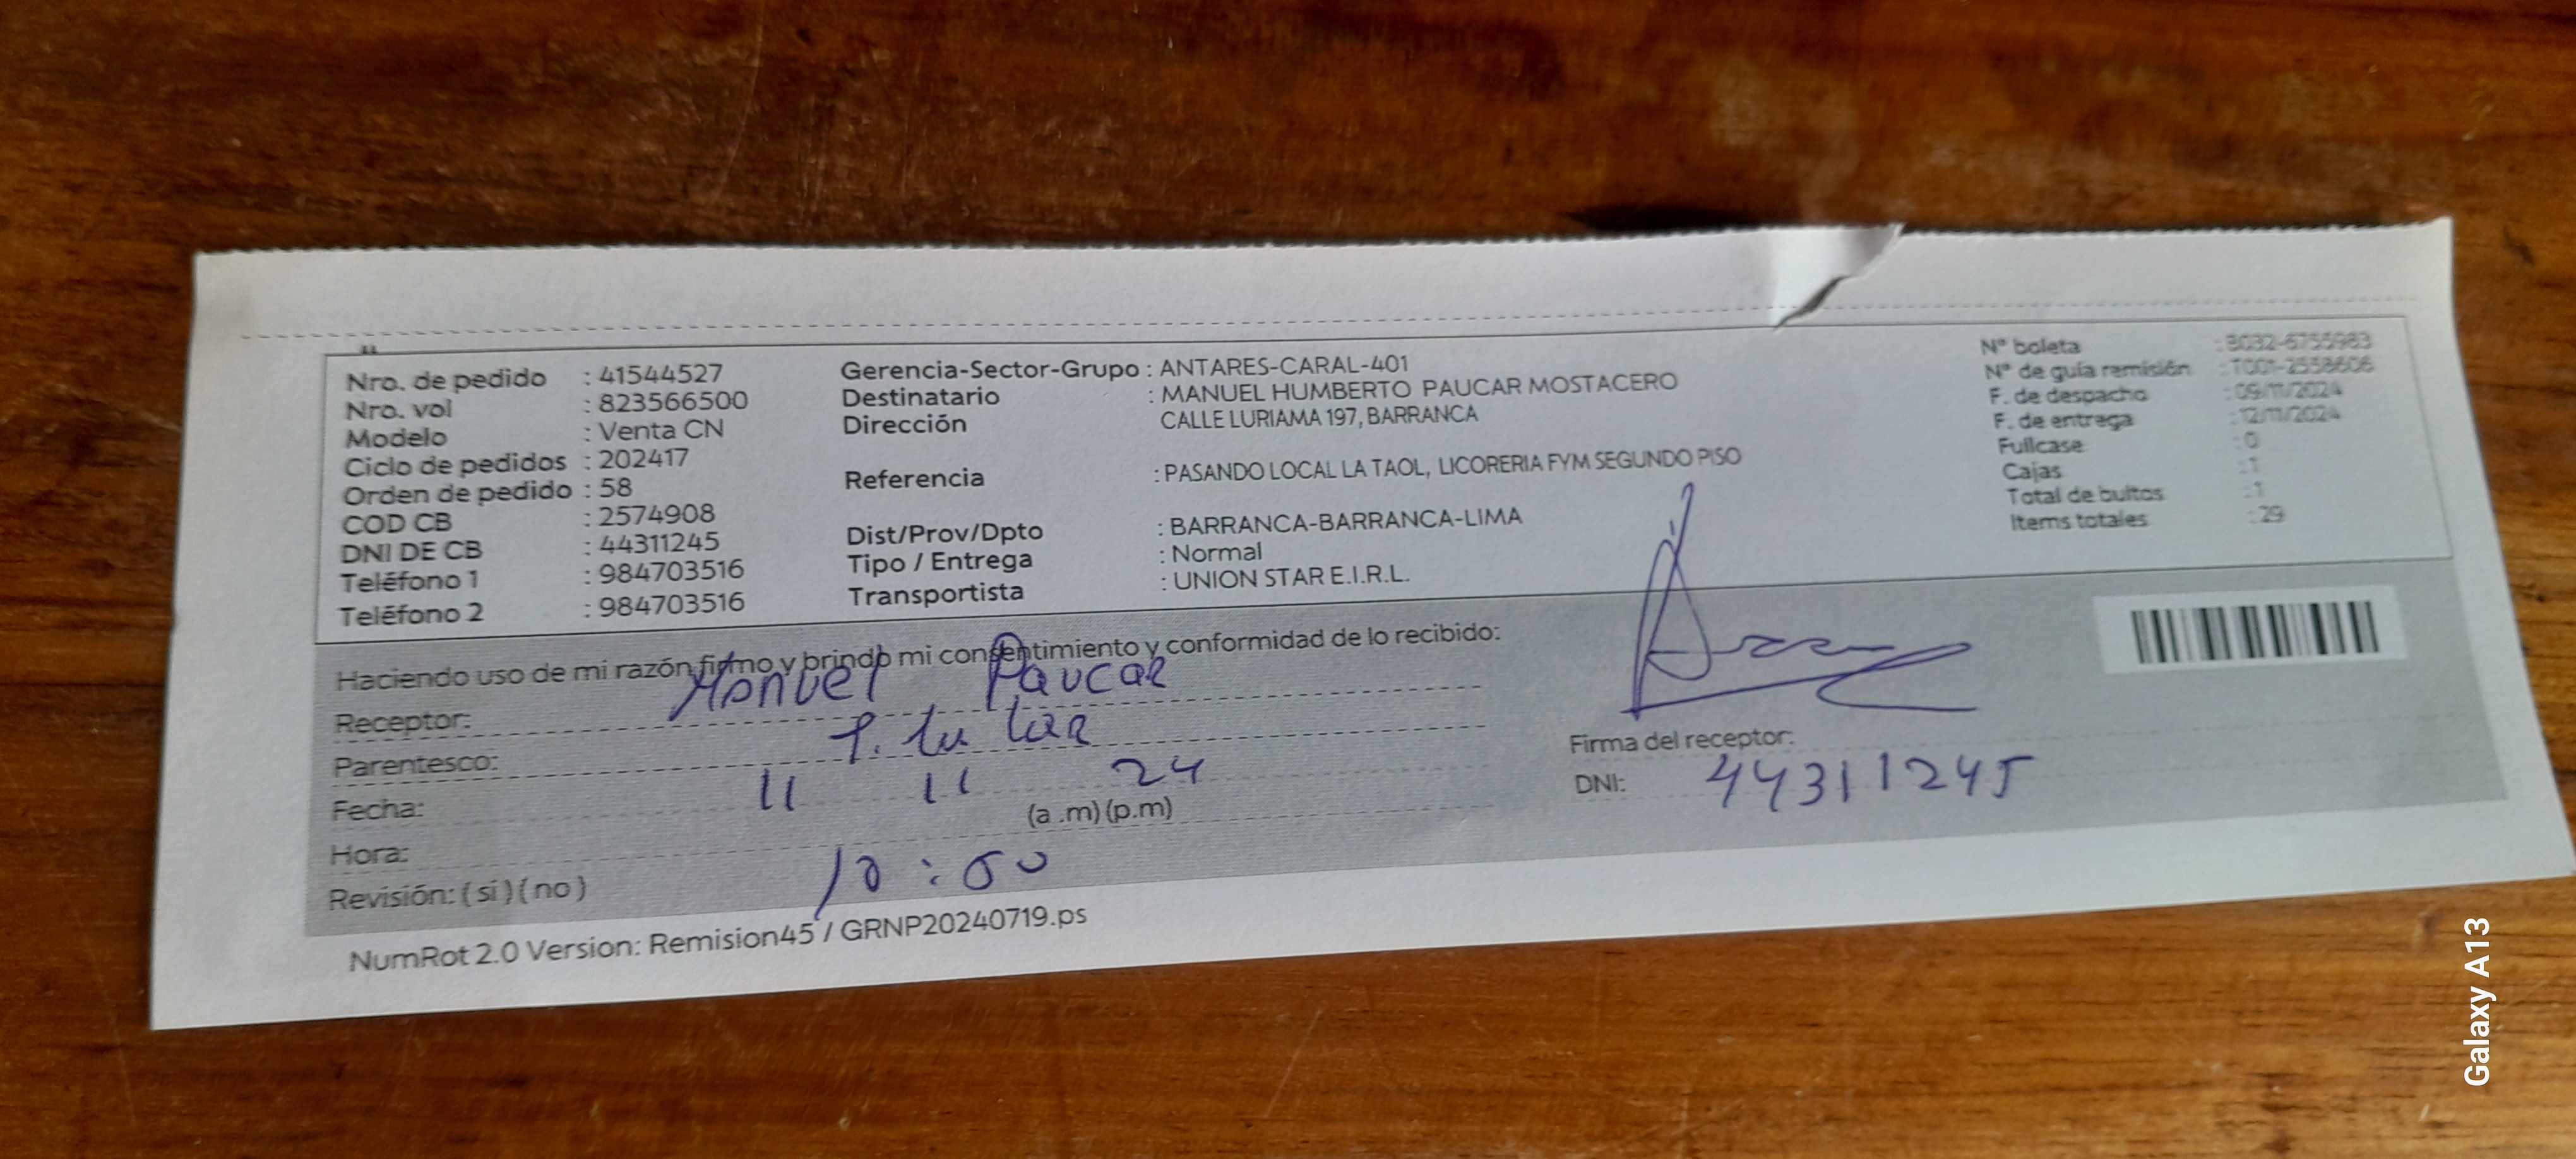 Nro. de pedido : 41544527
Nro. vol : 823566500
Modelo : Venta CN
Ciclo de pedidos : 202417
Orden de pedido : 58
COD CB : 2574908
DNI DE CB : 44311245
Teléfono 1 : 984703516
Teléfono 2 : 984703516
Gerencia-Sector-Grupo : ANTARES-CARAL-401
Destinatario : MANUEL HUMBERTO PAUCAR MOSTACERO
Dirección CALLE LURIAMA 197, BARRANCA
Referencia : PASANDO LOCAL LA TAOL, LICORERIA FYM SEGUNDO PISO
Dist/Prov/Dpto : BARRANCA-BARRANCA-LIMA
Tipo / Entrega : Normal
Transportista : UNION STAR E.I.R.L.
N° boleta : B032-6755983
N° de guía remisión : T001-2558606
F. de despacho : 09/11/2024
F. de entrega : 12/11/2024
Fullcase : 0
Cajas : 1
Total de bultos : 1
Items totales : 29
Haciendo uso de mi razón firmo y brindo mi consentimiento y conformidad de lo recibido:
Receptor: Manuel Paucar
Parentesco: Titular
Fecha: 11 11 24
(a .m) (p.m)
Hora: 10 : 00
Revisión: ( sí ) ( no )
Firma del receptor:
DNI: 44311245
NumRot 2.0 Version: Remision45 / GRNP20240719.ps
Galaxy A13